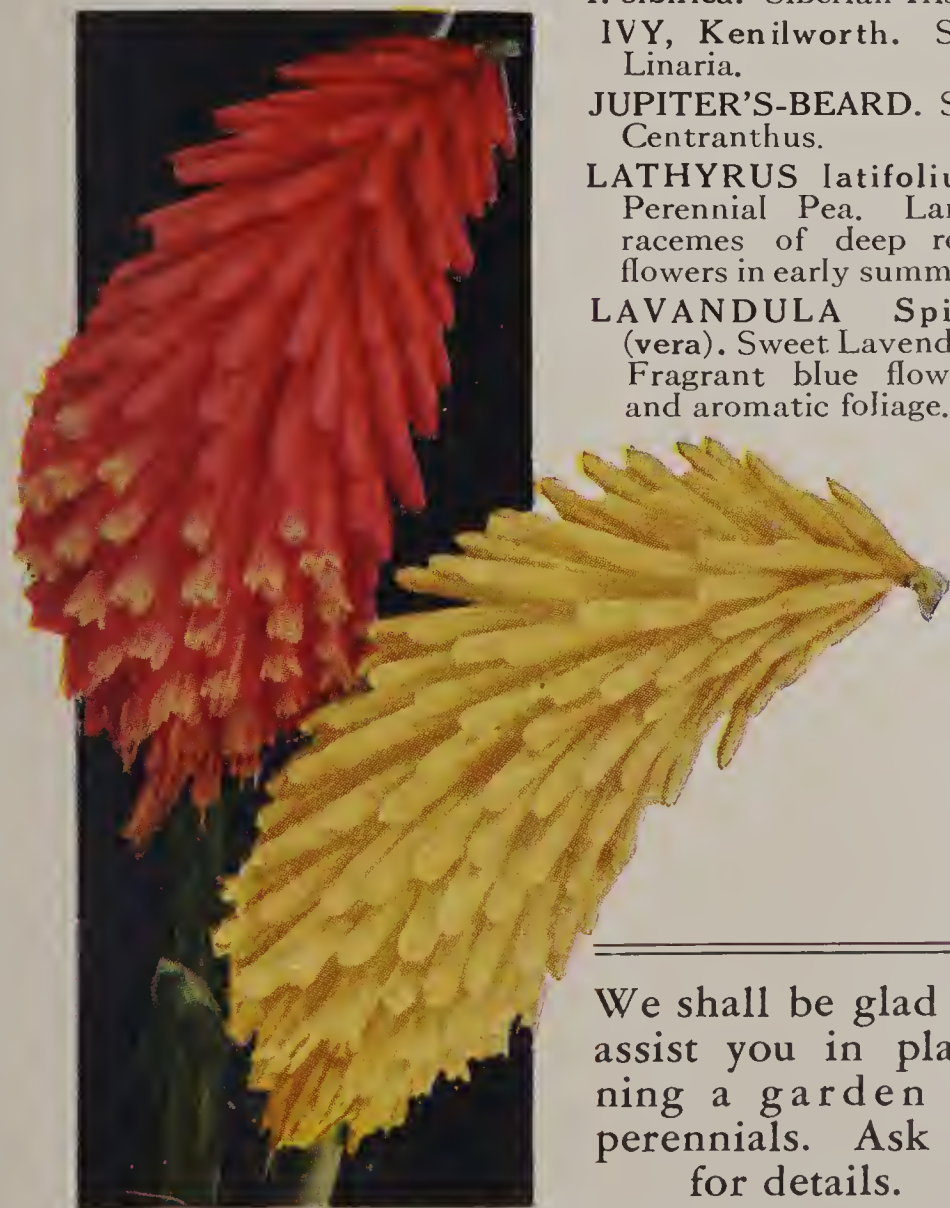 IVY, Kenilworth. S
Linaria.
JUPITER'S-BEARD. S
Centranthus.
LATHYRUS latifoliu
Perennial Pea. Lar
racemes of deep ro
flowers in early summ
LAVANDULA Spi
(vera). Sweet Lavend
Fragrant blue flow
and aromatic foliage.
We shall be glad
assist you in pla
ning a garden
perennials. Ask
for details.